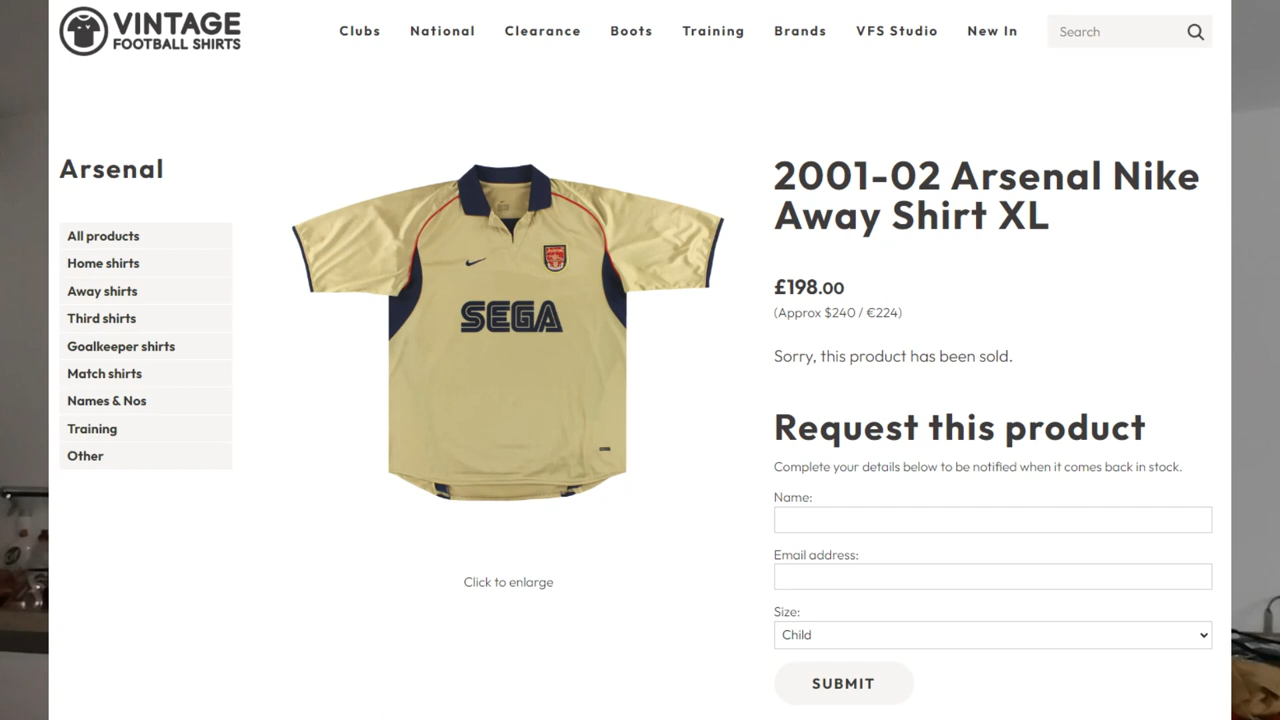 VINTAGE
FOOTBALL SHIRTS
Clubs National Clearance Boots Training Brands VFS Studio New In Search
Arsenal
All products
Home shirts
Away shirts
Third shirts
Goalkeeper shirts
Match shirts
Names & Nos
Training
Other
SEGA
Click to enlarge
2001-02 Arsenal Nike
Away Shirt XL
£198.00
(Approx $240 / €224)
Sorry, this product has been sold.
Request this product
Complete your details below to be notified when it comes back in stock.
Name:
Email address:
Size:
Child
SUBMIT